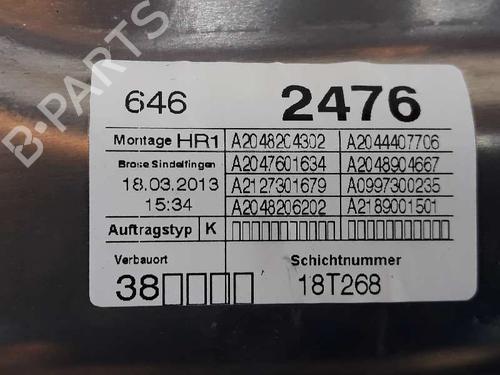 646 2476
Montage HR1 A2048204302 A2044407706
Brose Sindelfingen A2047601634 A2048904667
18.03.2013 A2127301679 A0997300235
15:34 A2048206202 A2189001501
Auftragstyp K
Verbauort Schichtnummer
38 18T268
B-PARTS